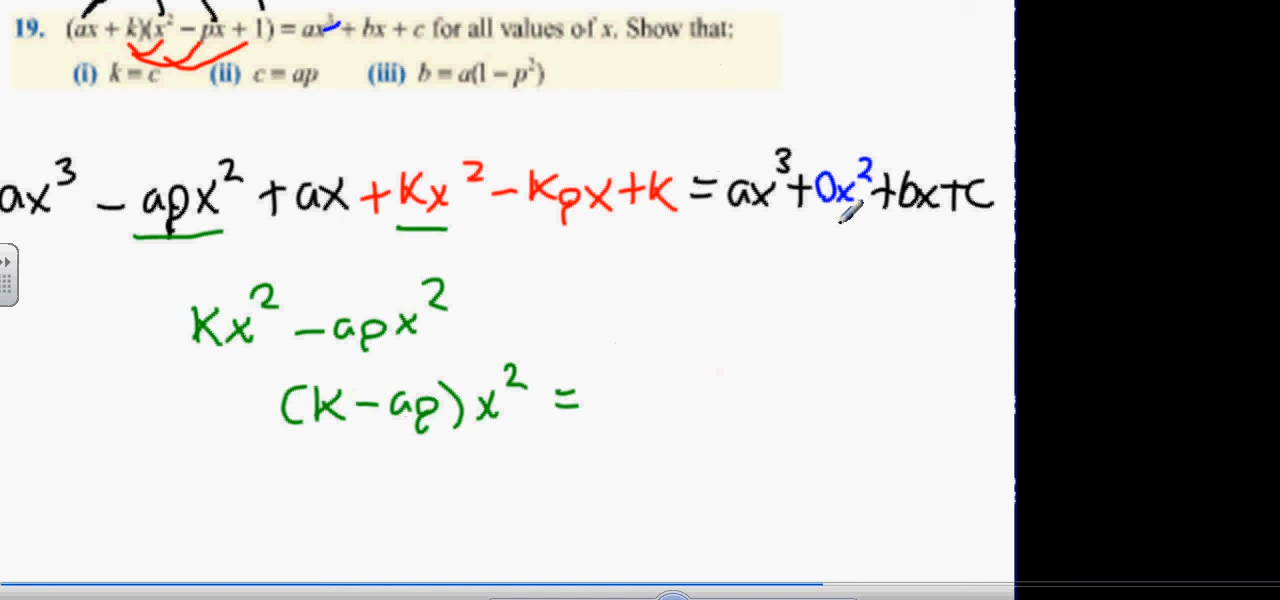 19. (ax + k)(x² − px + 1) = ax³ + bx + c for all values of x. Show that:
(i) k = c (ii) c = ap (iii) b = a(1 − p²)
ax³ − apx² + ax + Kx² − Kpx + K = ax³ + 0x² + bx + C
Kx² − apx²
(K − ap)x² =